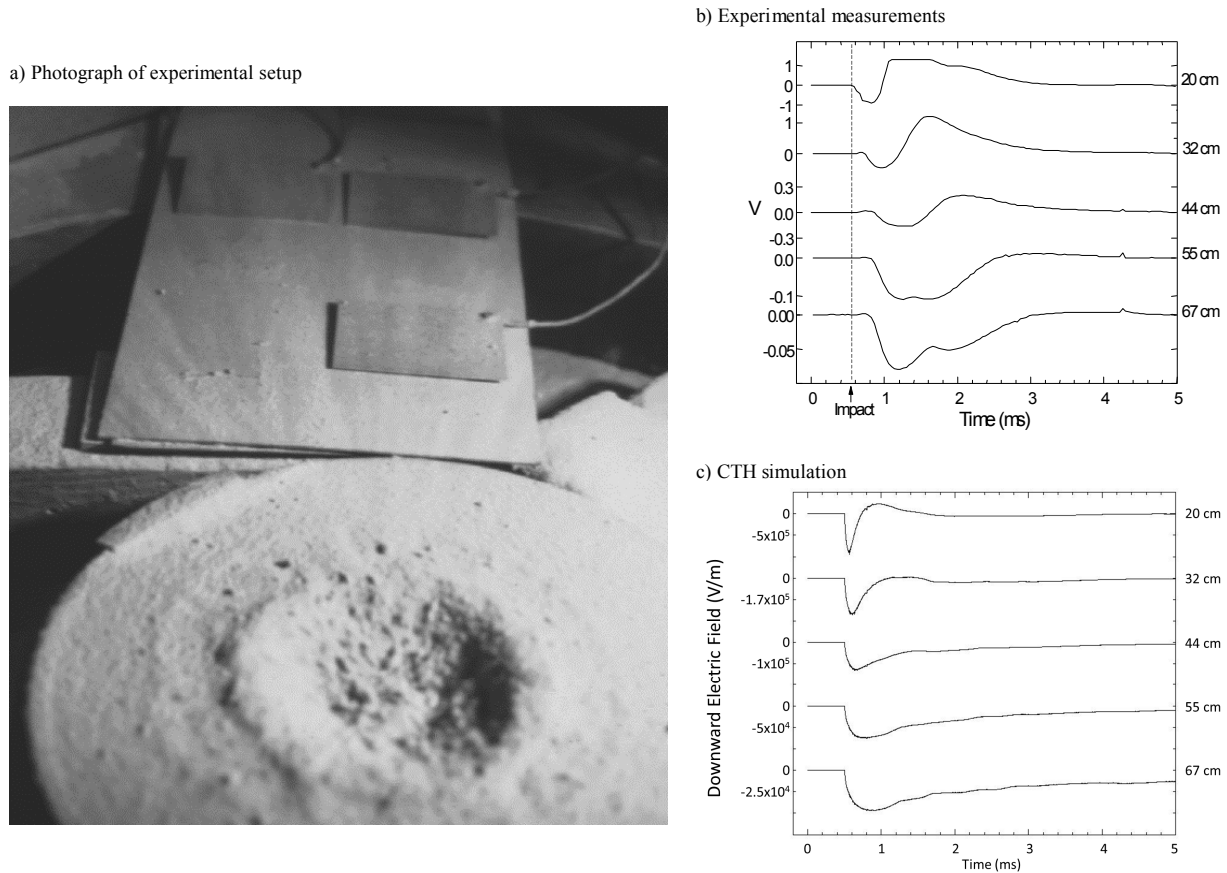 b) Experimental measurements
a) Photograph of experimental setup
1
0
-1
20 cm
1
0
32 cm
0.3
0.0
-0.3
44 cm
V
0.0
-0.1
55 cm
0.00
-0.05
67 cm
0 1 2 3 4 5
Impact
Time (ms)
c) CTH simulation
0
-5x10⁵
20 cm
0
-1.7x10⁵
32 cm
0
-1x10⁵
44 cm
0
-5x10⁴
55 cm
0
-2.5x10⁴
67 cm
Downward Electric Field (V/m)
0 1 2 3 4 5
Time (ms)